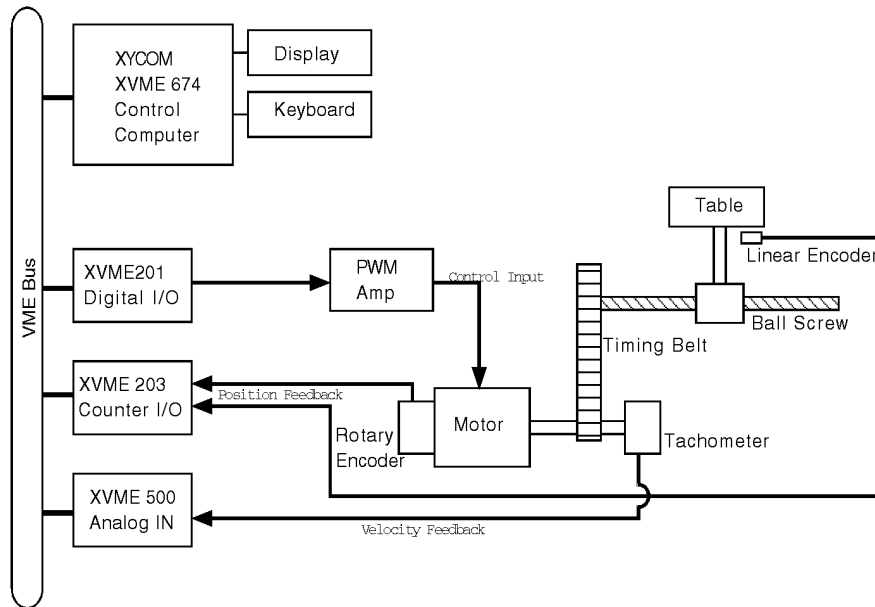 XYCOM
XVME 674
Control
Computer
Display
Keyboard
VME Bus
Table
Linear Encoder
XVME201
Digital I/O
PWM
Amp
Control Input
Ball Screw
Timing Belt
XVME 203
Counter I/O
Position Feedback
Rotary
Encoder
Motor
Tachometer
XVME 500
Analog IN
Velocity Feedback